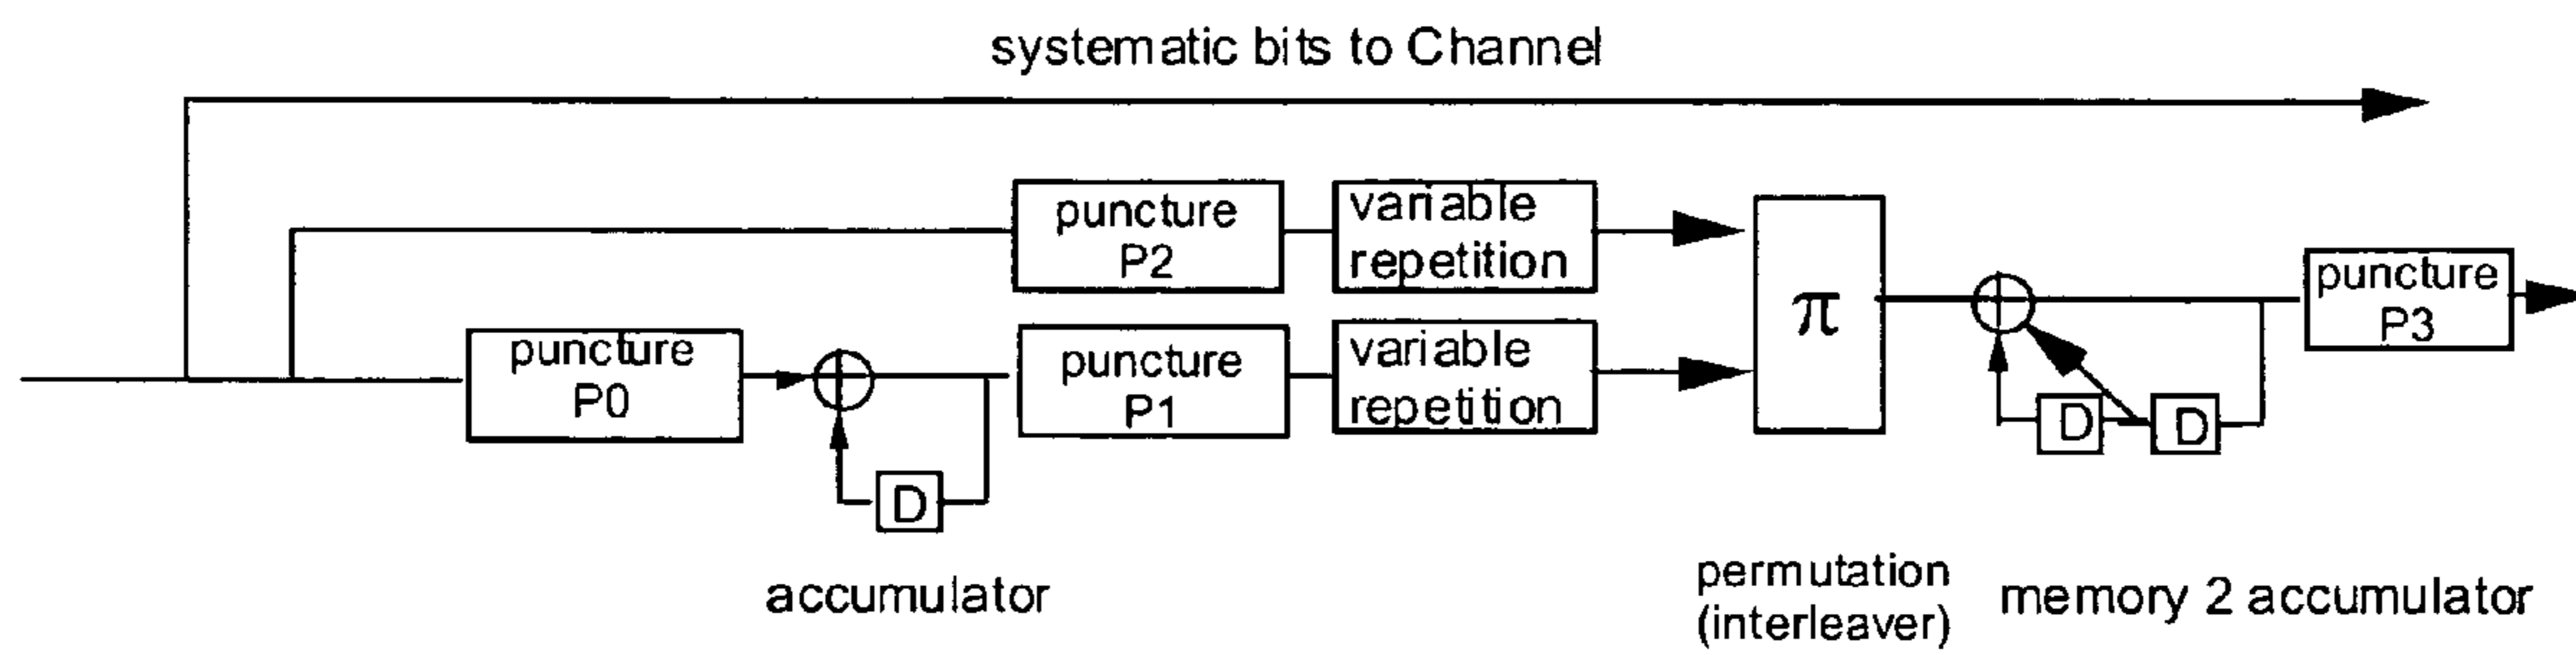 systematic bits to Channel
puncture
P2
variable
repetition
puncture
P0
puncture
P1
variable
repetition
π
puncture
P3
D
D
D
accumulator
permutation
(interleaver)
memory 2 accumulator